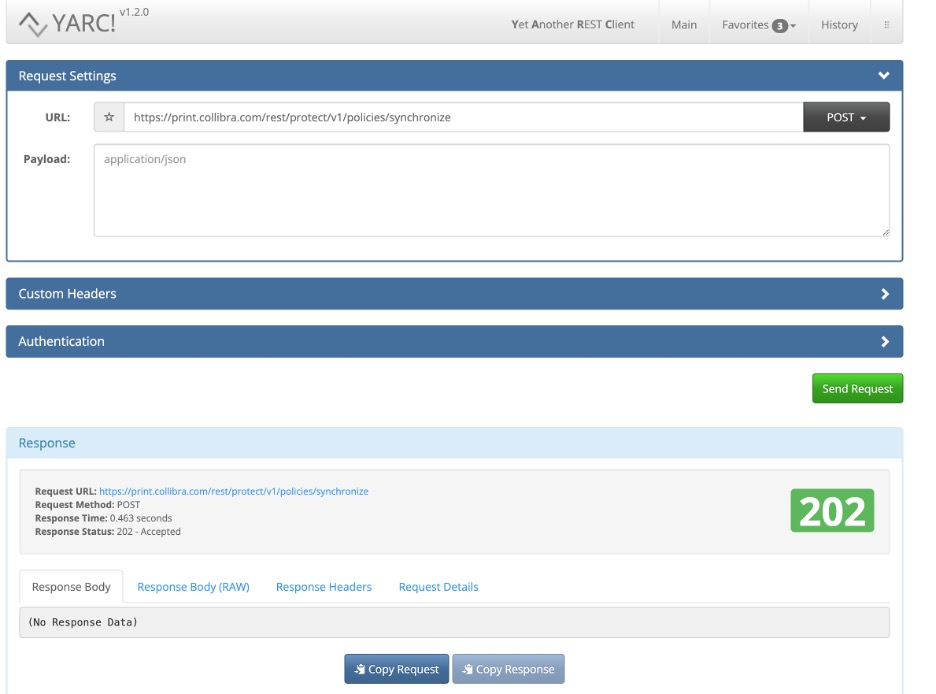 YARC! v1.2.0
Yet Another REST Client
Main
Favorites 3
History
Request Settings
URL:
https://print.collibra.com/rest/protect/v1/policies/synchronize
POST
Payload:
application/json
Custom Headers
Authentication
Send Request
Response
Request URL: https://print.collibra.com/rest/protect/v1/policies/synchronize
Request Method: POST
Response Time: 0.463 seconds
Response Status: 202 - Accepted
202
Response Body
Response Body (RAW)
Response Headers
Request Details
(No Response Data)
Copy Request
Copy Response